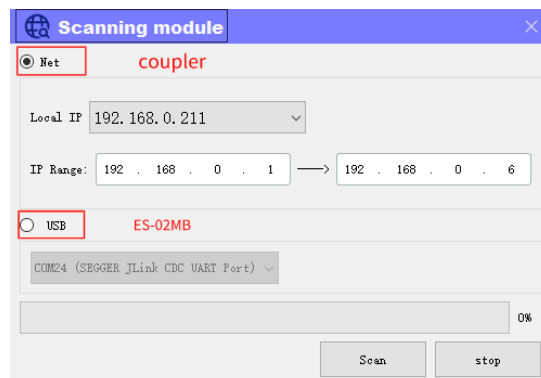 Scanning module
Net coupler
Local IP 192.168.0.211
IP Range: 192 . 168 . 0 . 1 ---> 192 . 168 . 0 . 6
USB ES-02MB
COM24 (SEGGER JLink CDC UART Port)
0%
Scan stop